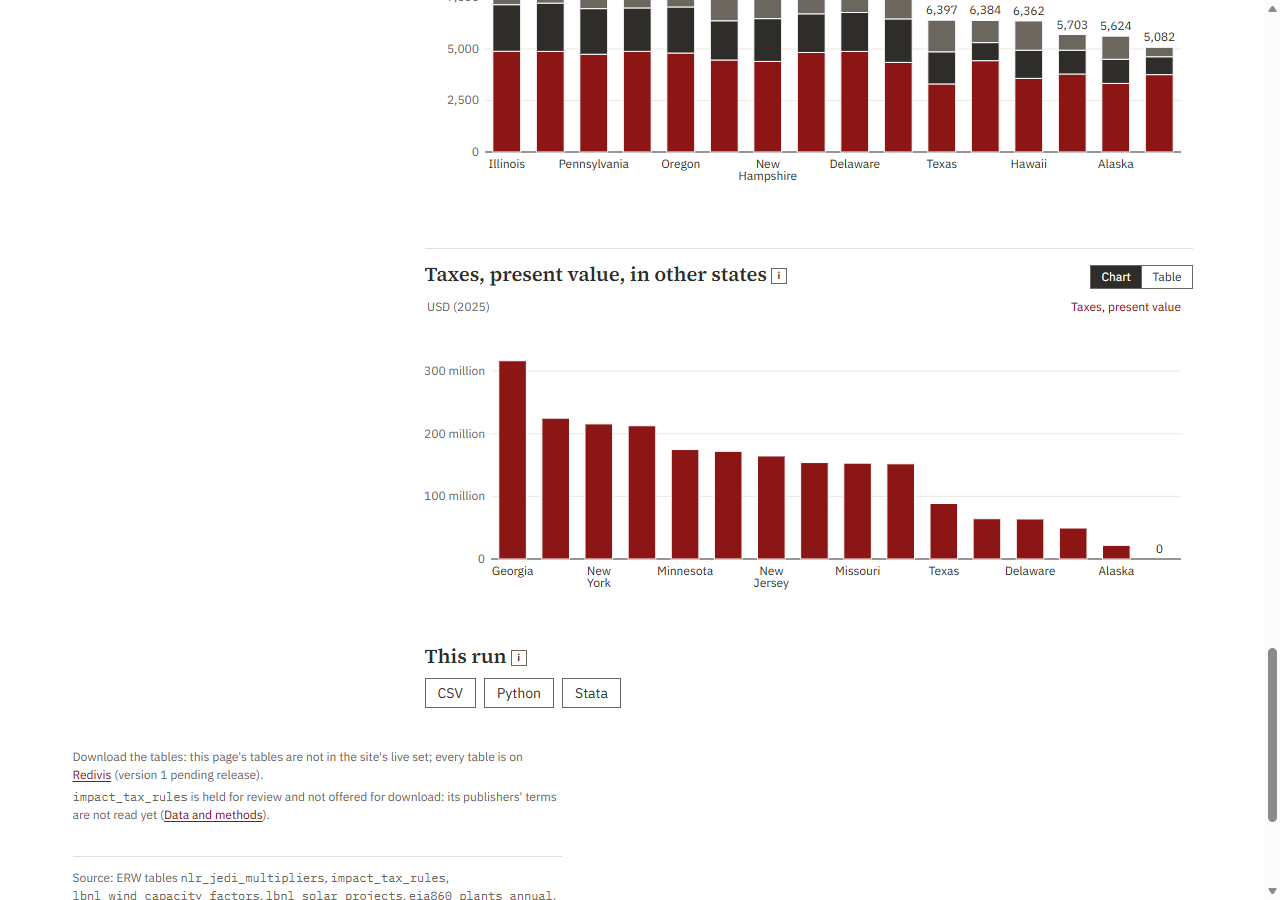 6,397 6,384 6,362
5,703 5,624
5,082
5,000
2,500
0
Illinois Pennsylvania Oregon New Hampshire Delaware Texas Hawaii Alaska
Taxes, present value, in other states i
Chart Table
USD (2025)
Taxes, present value
300 million
200 million
100 million
0
0
Georgia New York Minnesota New Jersey Missouri Texas Delaware Alaska
This run i
CSV Python Stata
Download the tables: this page's tables are not in the site's live set; every table is on
Redivis (version 1 pending release).
impact_tax_rules is held for review and not offered for download: its publishers' terms
are not read yet (Data and methods).
Source: ERW tables nlr_jedi_multipliers, impact_tax_rules,
lbnl_wind_capacity_factors, lbnl_solar_projects, eia860_plants_annual,